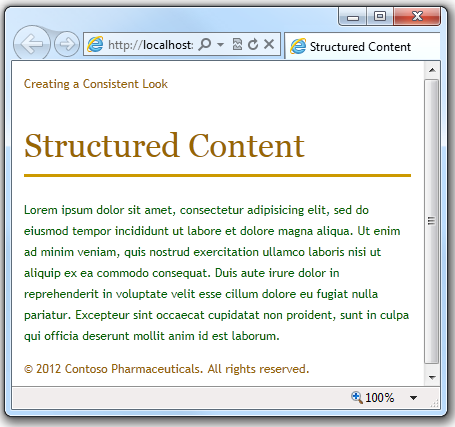 http://localhost:
Structured Content
Creating a Consistent Look
Structured Content
Lorem ipsum dolor sit amet, consectetur adipisicing elit, sed do
eiusmod tempor incididunt ut labore et dolore magna aliqua. Ut enim
ad minim veniam, quis nostrud exercitation ullamco laboris nisi ut
aliquip ex ea commodo consequat. Duis aute irure dolor in
reprehenderit in voluptate velit esse cillum dolore eu fugiat nulla
pariatur. Excepteur sint occaecat cupidatat non proident, sunt in culpa
qui officia deserunt mollit anim id est laborum.
© 2012 Contoso Pharmaceuticals. All rights reserved.
100%